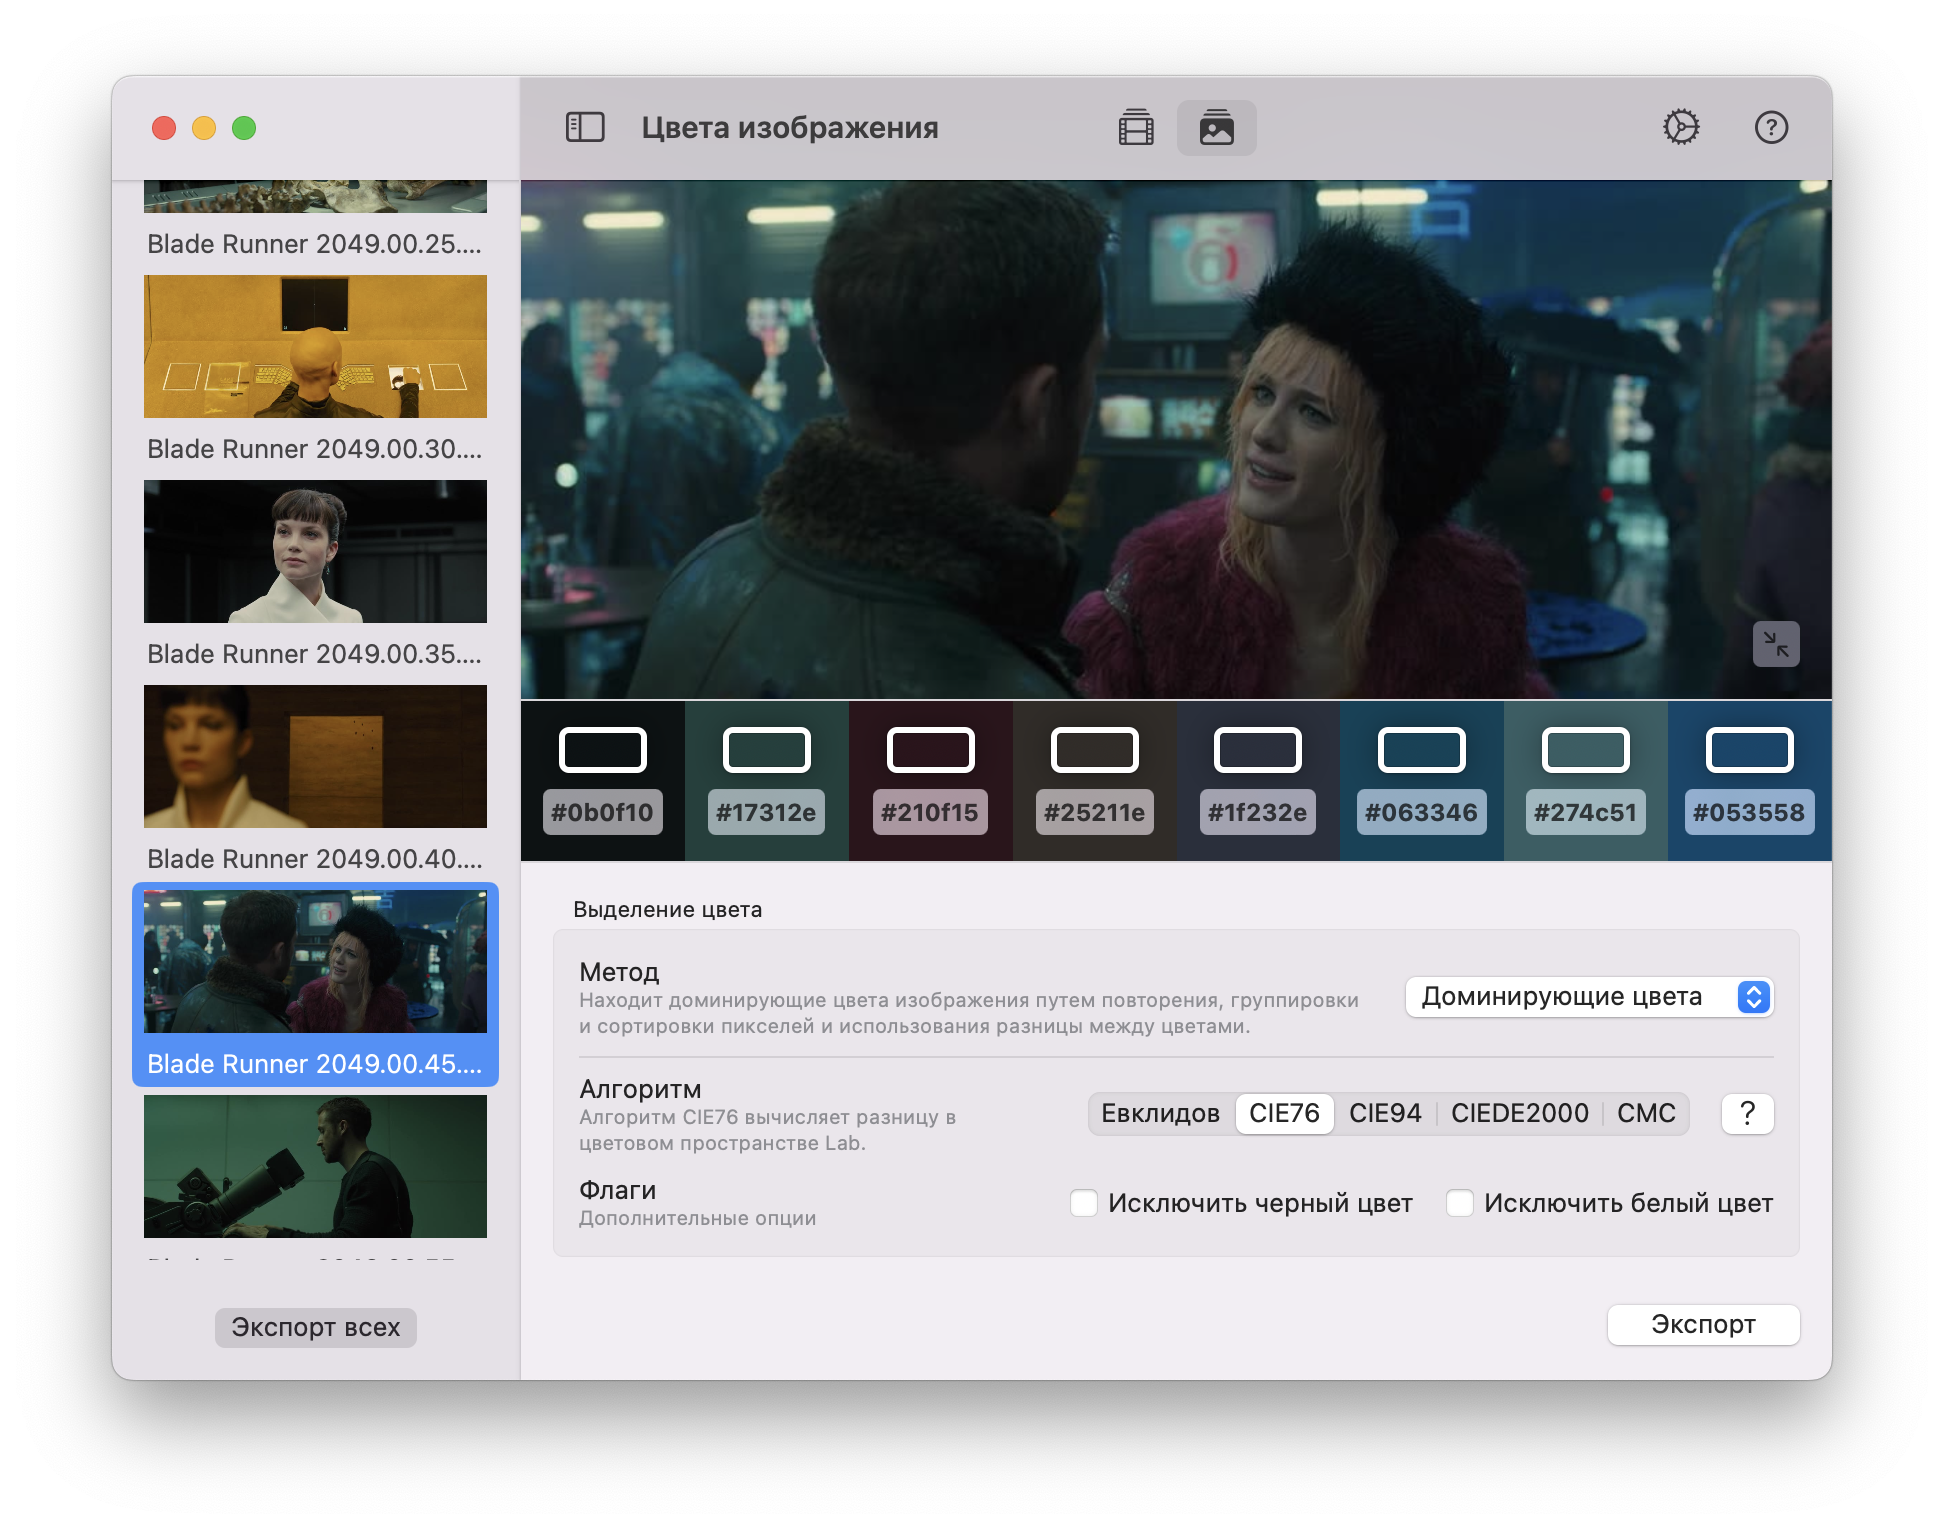 Цвета изображения
Blade Runner 2049.00.25....
Blade Runner 2049.00.30....
Blade Runner 2049.00.35....
Blade Runner 2049.00.40....
Blade Runner 2049.00.45....
Экспорт всех
#0b0f10
#17312e
#210f15
#25211e
#1f232e
#063346
#274c51
#053558
Выделение цвета
Метод
Находит доминирующие цвета изображения путем повторения, группировки
и сортировки пикселей и использования разницы между цветами.
Доминирующие цвета
Алгоритм
Алгоритм CIE76 вычисляет разницу в
цветовом пространстве Lab.
Евклидов CIE76 CIE94 CIEDE2000 CMC
?
Флаги
Дополнительные опции
Исключить черный цвет
Исключить белый цвет
Экспорт